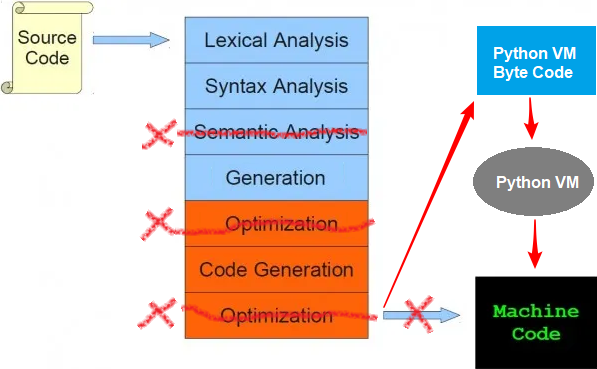 Source
Code
Lexical Analysis
Syntax Analysis
Semantic Analysis
Generation
Optimization
Code Generation
Optimization
Python VM
Byte Code
Python VM
Machine
Code